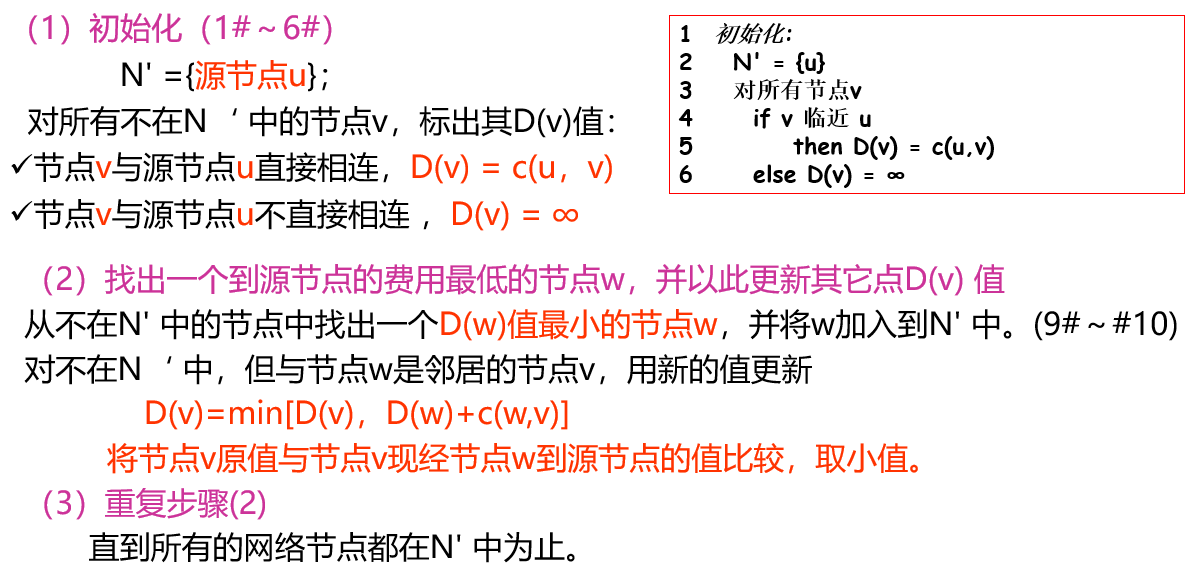 （1）初始化（1#～6#）
N' ={源节点u}；
对所有不在N ‘ 中的节点v，标出其D(v)值：
✓节点v与源节点u直接相连，D(v) = c(u，v)
✓节点v与源节点u不直接相连 ，D(v) = ∞
1 初始化:
2 N' = {u}
3 对所有节点v
4 if v 临近 u
5 then D(v) = c(u,v)
6 else D(v) = ∞
（2）找出一个到源节点的费用最低的节点w，并以此更新其它点D(v) 值
从不在N' 中的节点中找出一个D(w)值最小的节点w，并将w加入到N' 中。(9#～#10)
对不在N ‘ 中，但与节点w是邻居的节点v，用新的值更新
D(v)=min[D(v)，D(w)+c(w,v)]
将节点v原值与节点v现经节点w到源节点的值比较，取小值。
（3）重复步骤(2)
直到所有的网络节点都在N' 中为止。